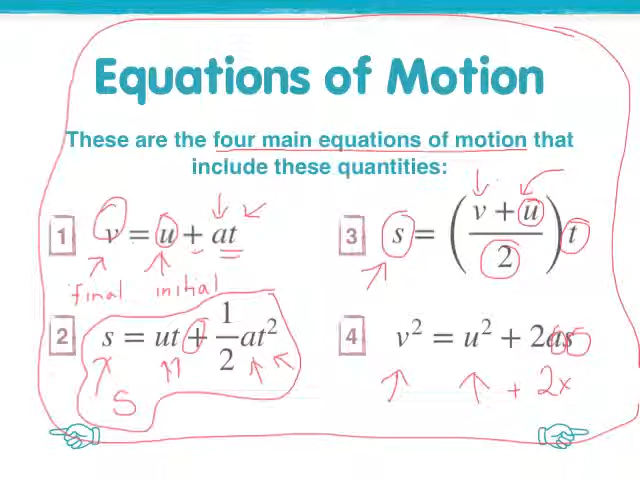 Equations of Motion
These are the four main equations of motion that
include these quantities:
1 v = u + at
final initial
2 s = ut + 1/2 at²
S
3 s = ( v + u / 2 ) t
4 v² = u² + 2as
+ 2x